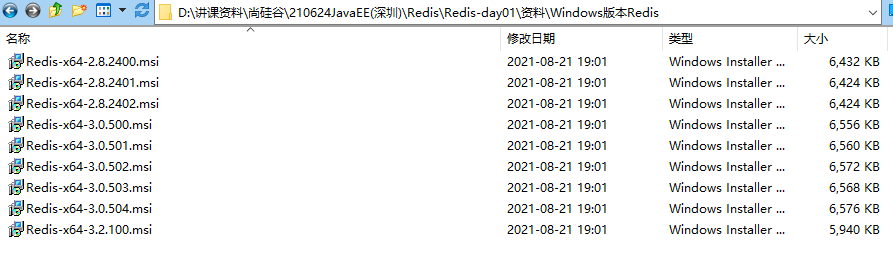 D:\讲课资料\尚硅谷\210624JavaEE(深圳)\Redis\Redis-day01\资料\Windows版本Redis
名称 修改日期 类型 大小
Redis-x64-2.8.2400.msi 2021-08-21 19:01 Windows Installer ... 6,432 KB
Redis-x64-2.8.2401.msi 2021-08-21 19:01 Windows Installer ... 6,424 KB
Redis-x64-2.8.2402.msi 2021-08-21 19:01 Windows Installer ... 6,424 KB
Redis-x64-3.0.500.msi 2021-08-21 19:01 Windows Installer ... 6,556 KB
Redis-x64-3.0.501.msi 2021-08-21 19:01 Windows Installer ... 6,560 KB
Redis-x64-3.0.502.msi 2021-08-21 19:01 Windows Installer ... 6,572 KB
Redis-x64-3.0.503.msi 2021-08-21 19:01 Windows Installer ... 6,568 KB
Redis-x64-3.0.504.msi 2021-08-21 19:01 Windows Installer ... 6,576 KB
Redis-x64-3.2.100.msi 2021-08-21 19:01 Windows Installer ... 5,940 KB